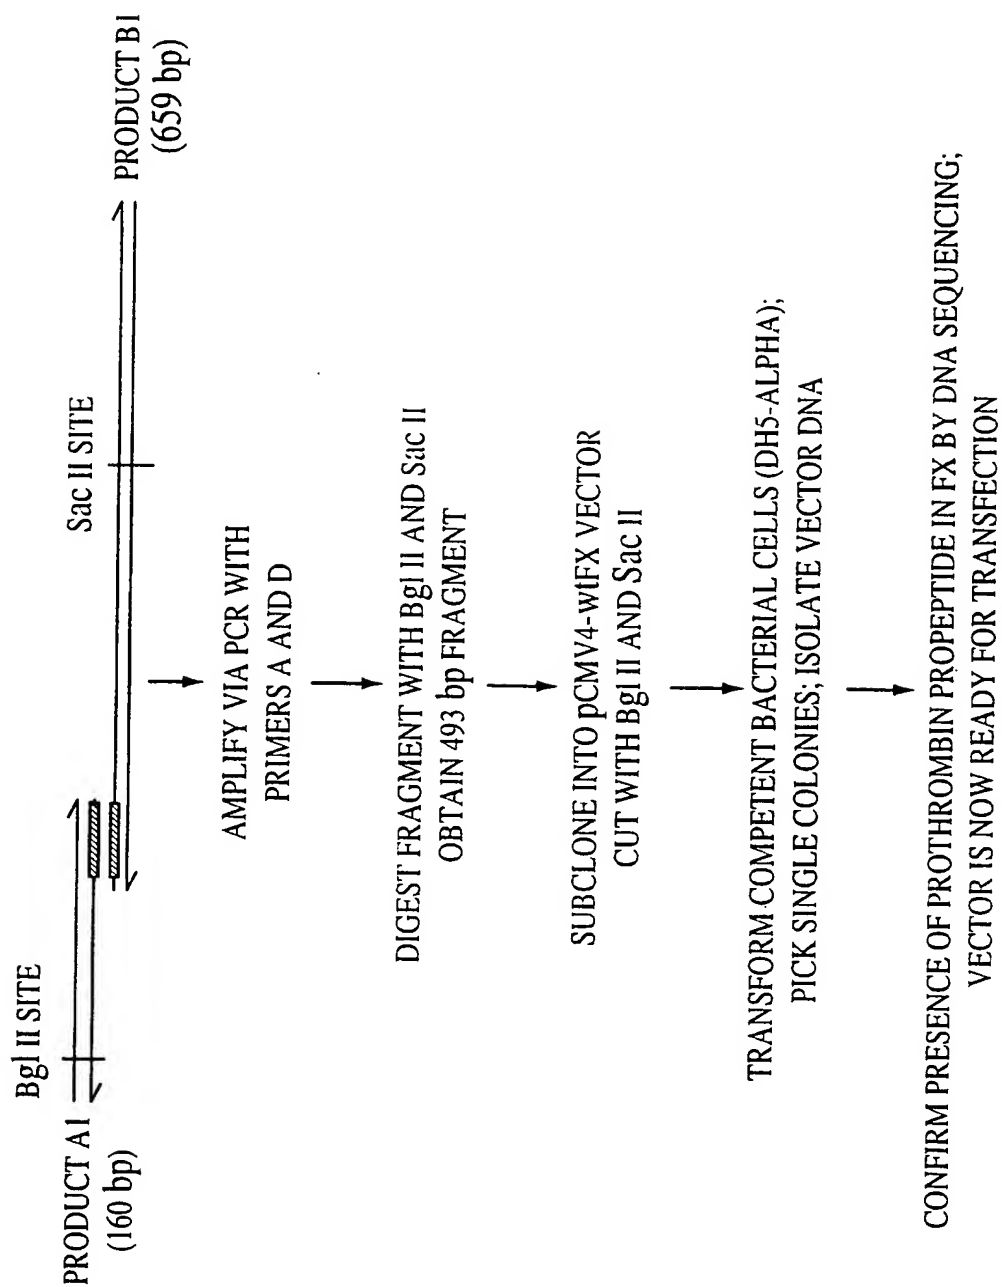 Bgl II SITE
PRODUCT A1
(160 bp)
Sac II SITE
PRODUCT B1
(659 bp)
AMPLIFY VIA PCR WITH
PRIMERS A AND D
DIGEST FRAGMENT WITH Bgl II AND Sac II
OBTAIN 493 bp FRAGMENT
SUBCLONE INTO pCMV4-wtFX VECTOR
CUT WITH Bgl II AND Sac II
TRANSFORM COMPETENT BACTERIAL CELLS (DH5-ALPHA);
PICK SINGLE COLONIES; ISOLATE VECTOR DNA
CONFIRM PRESENCE OF PROTHROMBIN PROPEPTIDE IN FX BY DNA SEQUENCING;
VECTOR IS NOW READY FOR TRANSFECTION